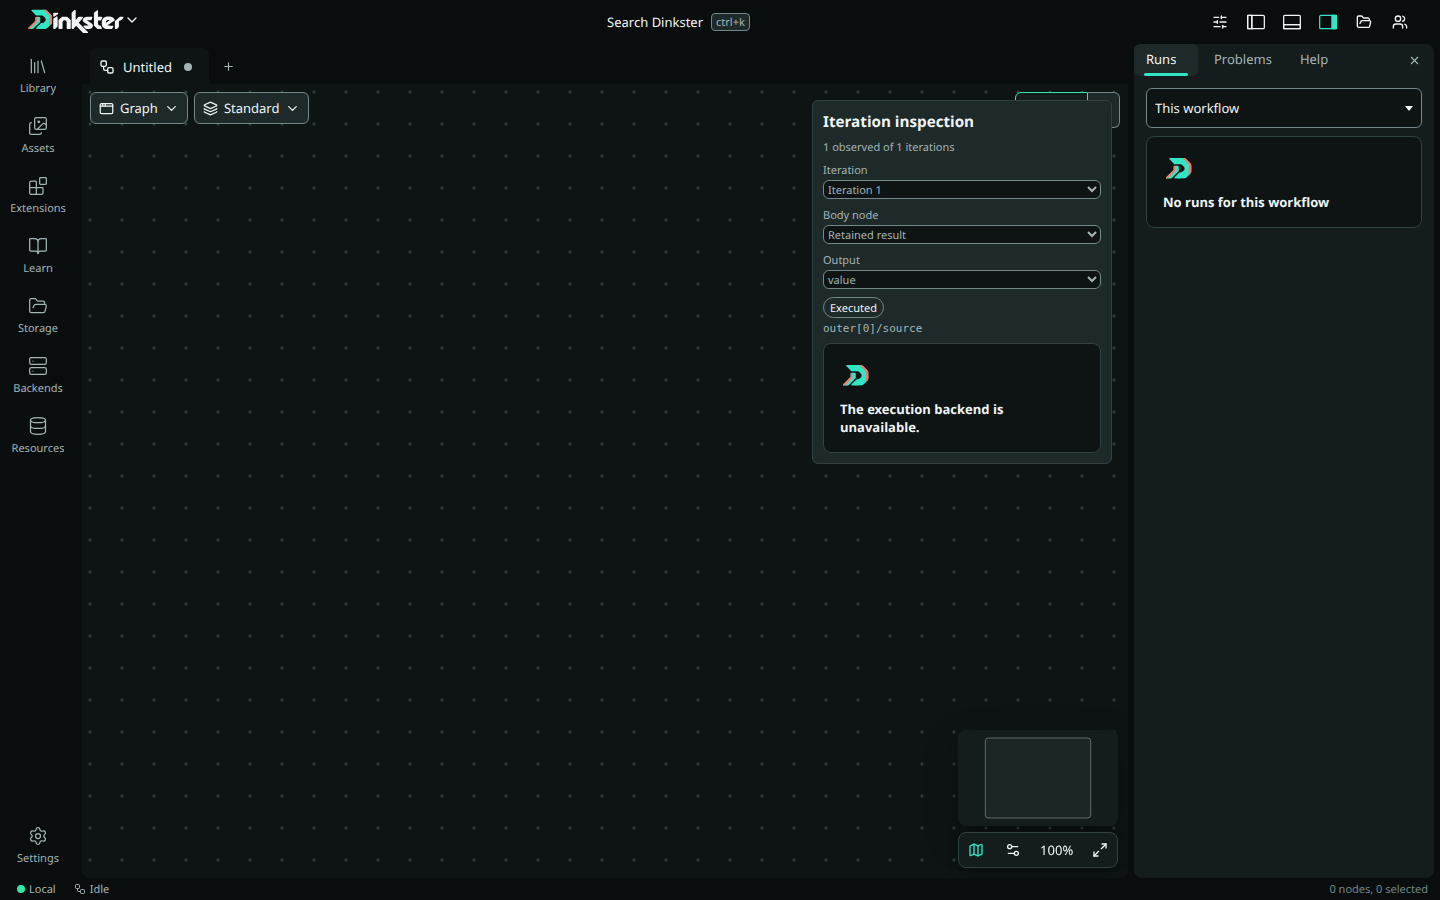 Dinkster
Search Dinkster ctrl+k
Library
Assets
Extensions
Learn
Storage
Backends
Resources
Settings
Untitled
Graph
Standard
Iteration inspection
1 observed of 1 iterations
Iteration
Iteration 1
Body node
Retained result
Output
value
Executed
outer[0]/source
The execution backend is
unavailable.
100%
Runs Problems Help
This workflow
No runs for this workflow
Local Idle
0 nodes, 0 selected